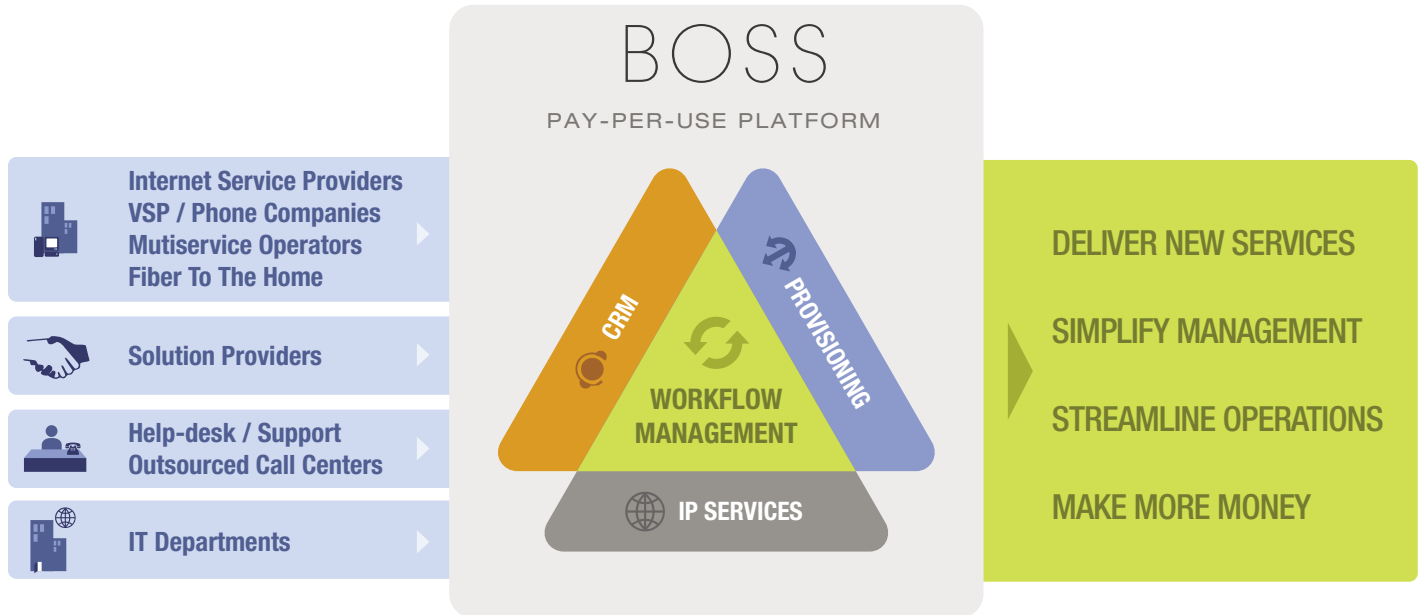 BOSS
PAY-PER-USE PLATFORM
Internet Service Providers
VSP / Phone Companies
Mutiservice Operators
Fiber To The Home
Solution Providers
Help-desk / Support
Outsourced Call Centers
IT Departments
CRM
PROVISIONING
WORKFLOW
MANAGEMENT
IP SERVICES
DELIVER NEW SERVICES
SIMPLIFY MANAGEMENT
STREAMLINE OPERATIONS
MAKE MORE MONEY